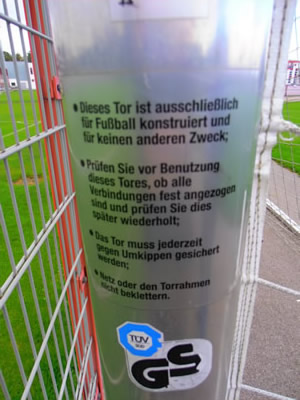 • Dieses Tor ist ausschließlich
für Fußball konstruiert und
für keinen anderen Zweck;
• Prüfen Sie vor Benutzung
dieses Tores, ob alle
Verbindungen fest angezogen
sind und prüfen Sie dies
später wiederholt;
• Das Tor muss jederzeit
gegen Umkippen gesichert
werden;
• Netz oder den Torrahmen
nicht beklettern.
TÜV
GS